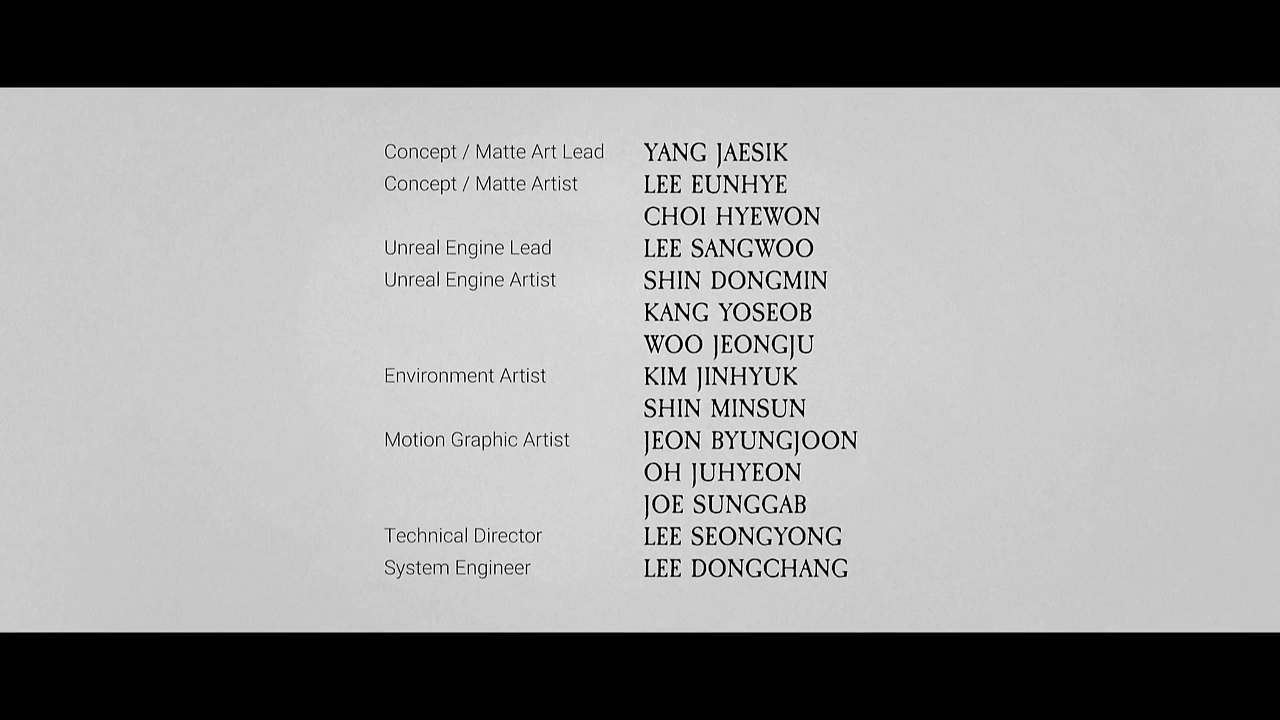 Concept / Matte Art Lead YANG JAESIK
Concept / Matte Artist LEE EUNHYE
CHOI HYEWON
Unreal Engine Lead LEE SANGWOO
Unreal Engine Artist SHIN DONGMIN
KANG YOSEOB
WOO JEONGJU
Environment Artist KIM JINHYUK
SHIN MINSUN
Motion Graphic Artist JEON BYUNGJOON
OH JUHYEON
JOE SUNGGAB
Technical Director LEE SEONGYONG
System Engineer LEE DONGCHANG